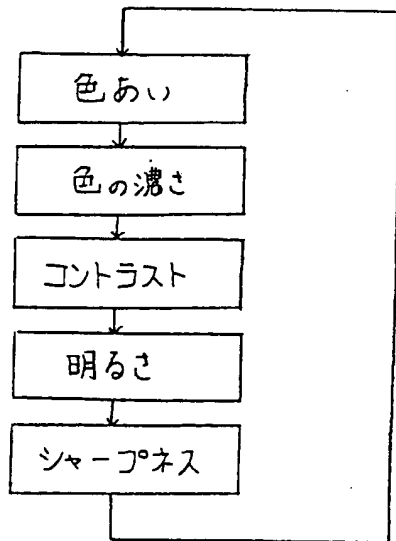 色あい
色の濃さ
コントラスト
明るさ
シャープネス